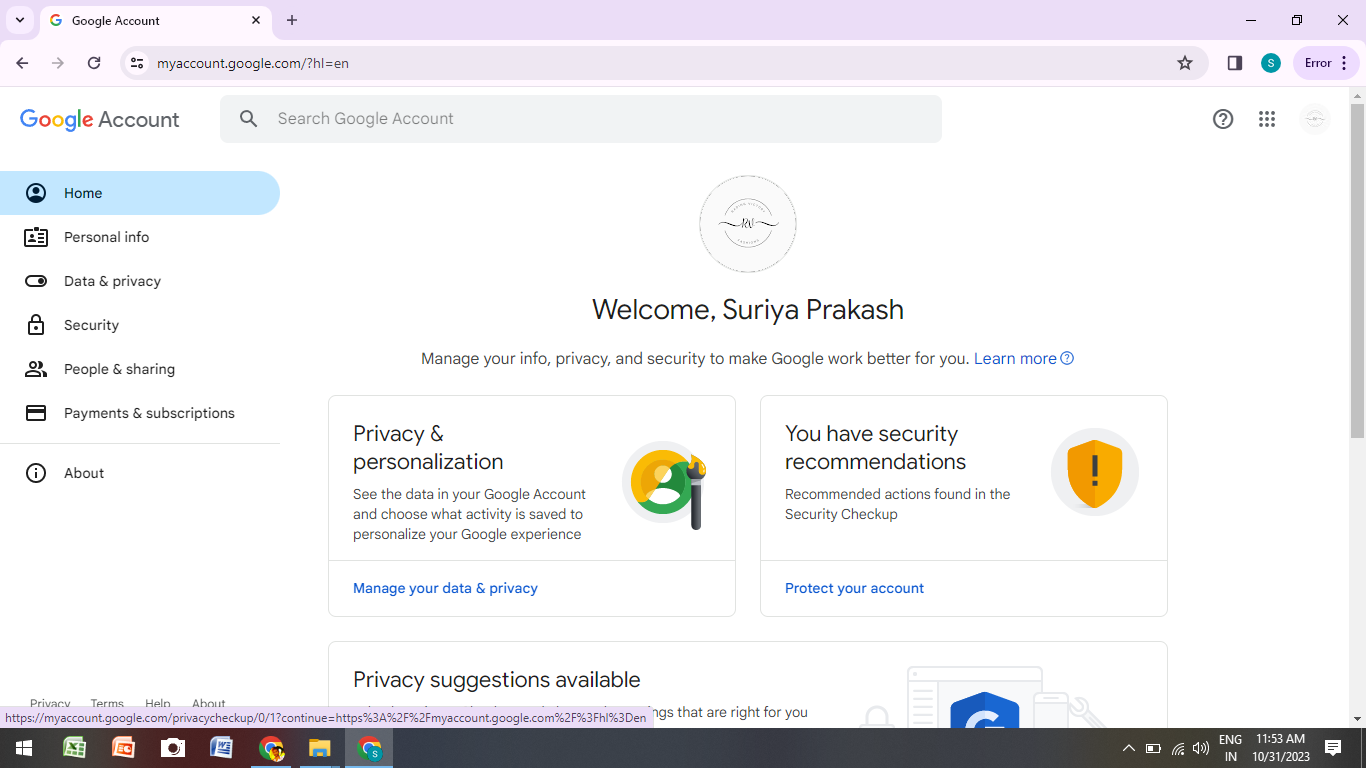 Google Account
myaccount.google.com/?hl=en
S
Error
Google Account
Search Google Account
Home
Personal info
Data & privacy
Security
People & sharing
Payments & subscriptions
About
Welcome, Suriya Prakash
Manage your info, privacy, and security to make Google work better for you. Learn more
Privacy &
personalization
See the data in your Google Account
and choose what activity is saved to
personalize your Google experience
Manage your data & privacy
You have security
recommendations
Recommended actions found in the
Security Checkup
Protect your account
Privacy suggestions available
ings that are right for you
Privacy
Terms
Help
About
https://myaccount.google.com/privacycheckup/0/1?continue=https%3A%2F%2Fmyaccount.google.com%2F%3Fhl%3Den
ENG
IN
11:53 AM
10/31/2023